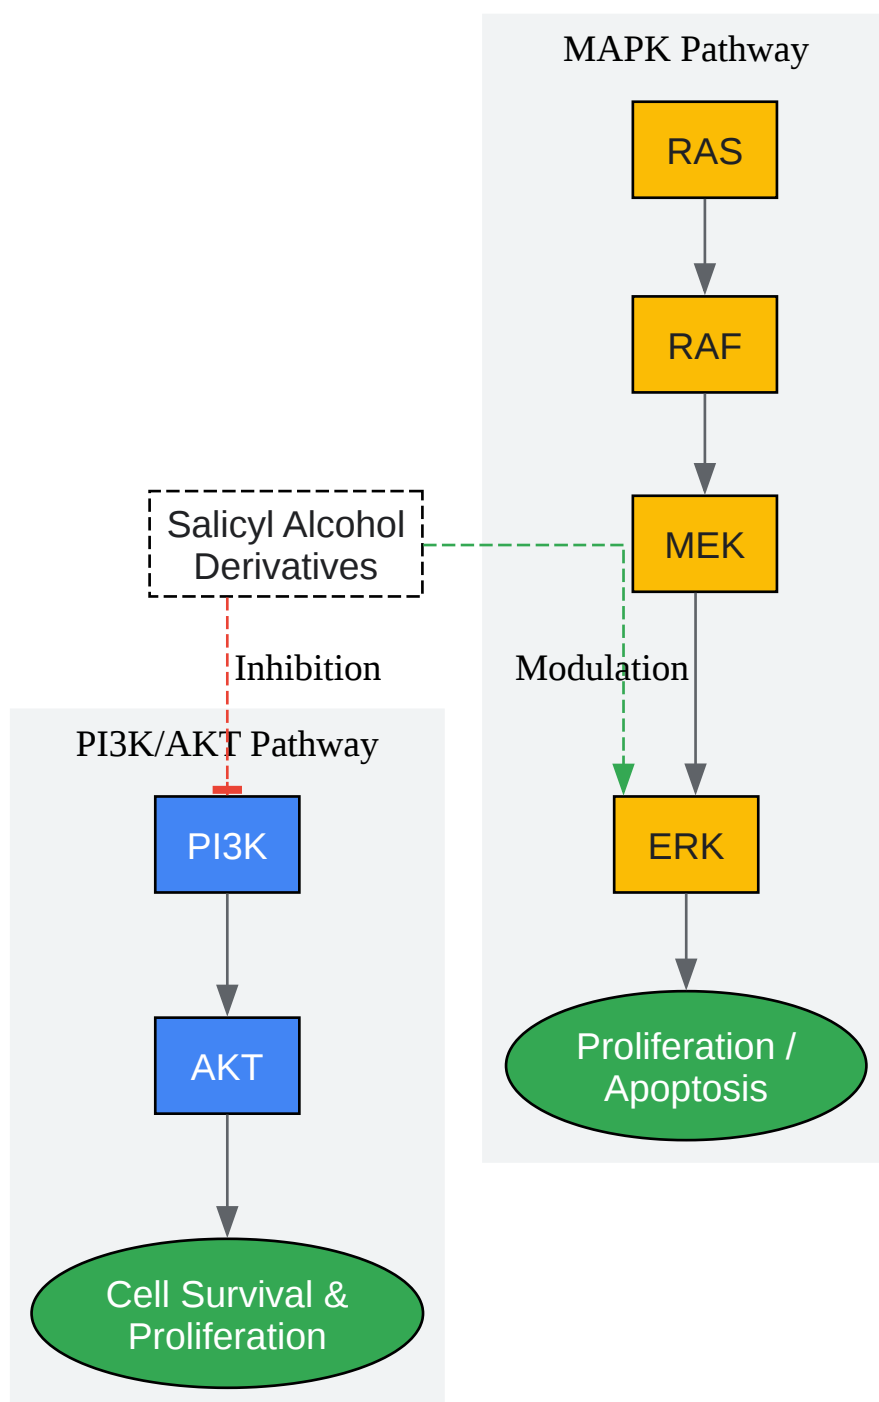 MAPK Pathway
RAS
RAF
MEK
Salicyl Alcohol
Derivatives
Inhibition
Modulation
PI3K/AKT Pathway
PI3K
ERK
AKT
Proliferation /
Apoptosis
Cell Survival &
Proliferation